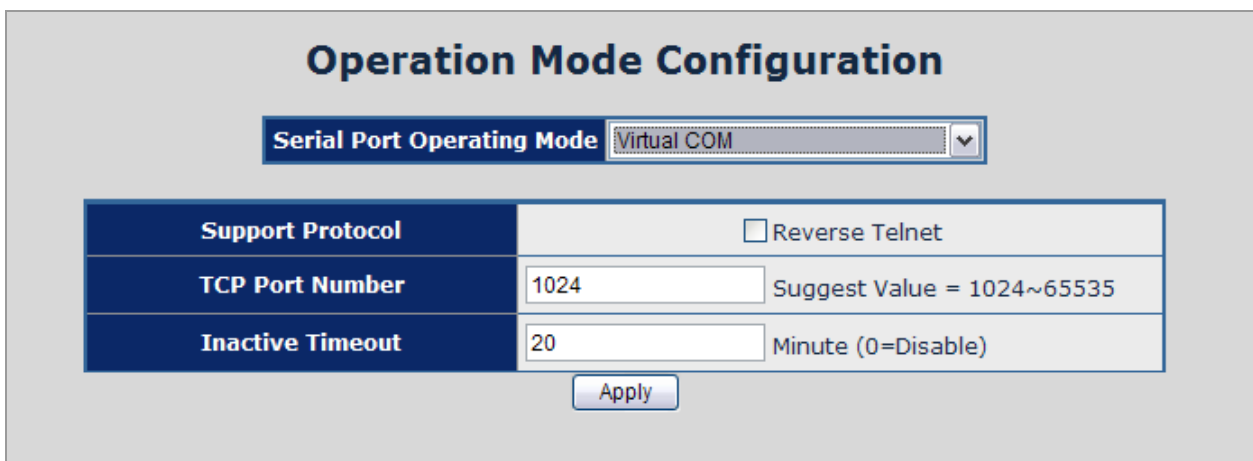 Operation Mode Configuration
Serial Port Operating Mode Virtual COM
Support Protocol Reverse Telnet
TCP Port Number 1024 Suggest Value = 1024~65535
Inactive Timeout 20 Minute (0=Disable)
Apply